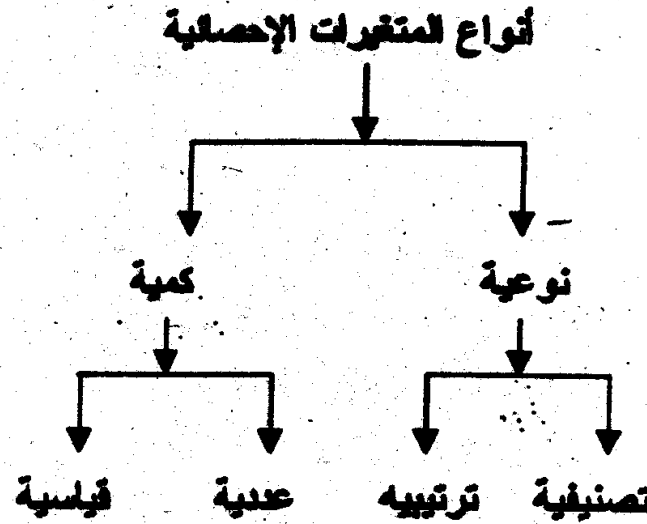 أنواع المتغيرات الإحصائية
نوعية
كمية
تصنيفية
ترتيبيه
عددية
قياسية